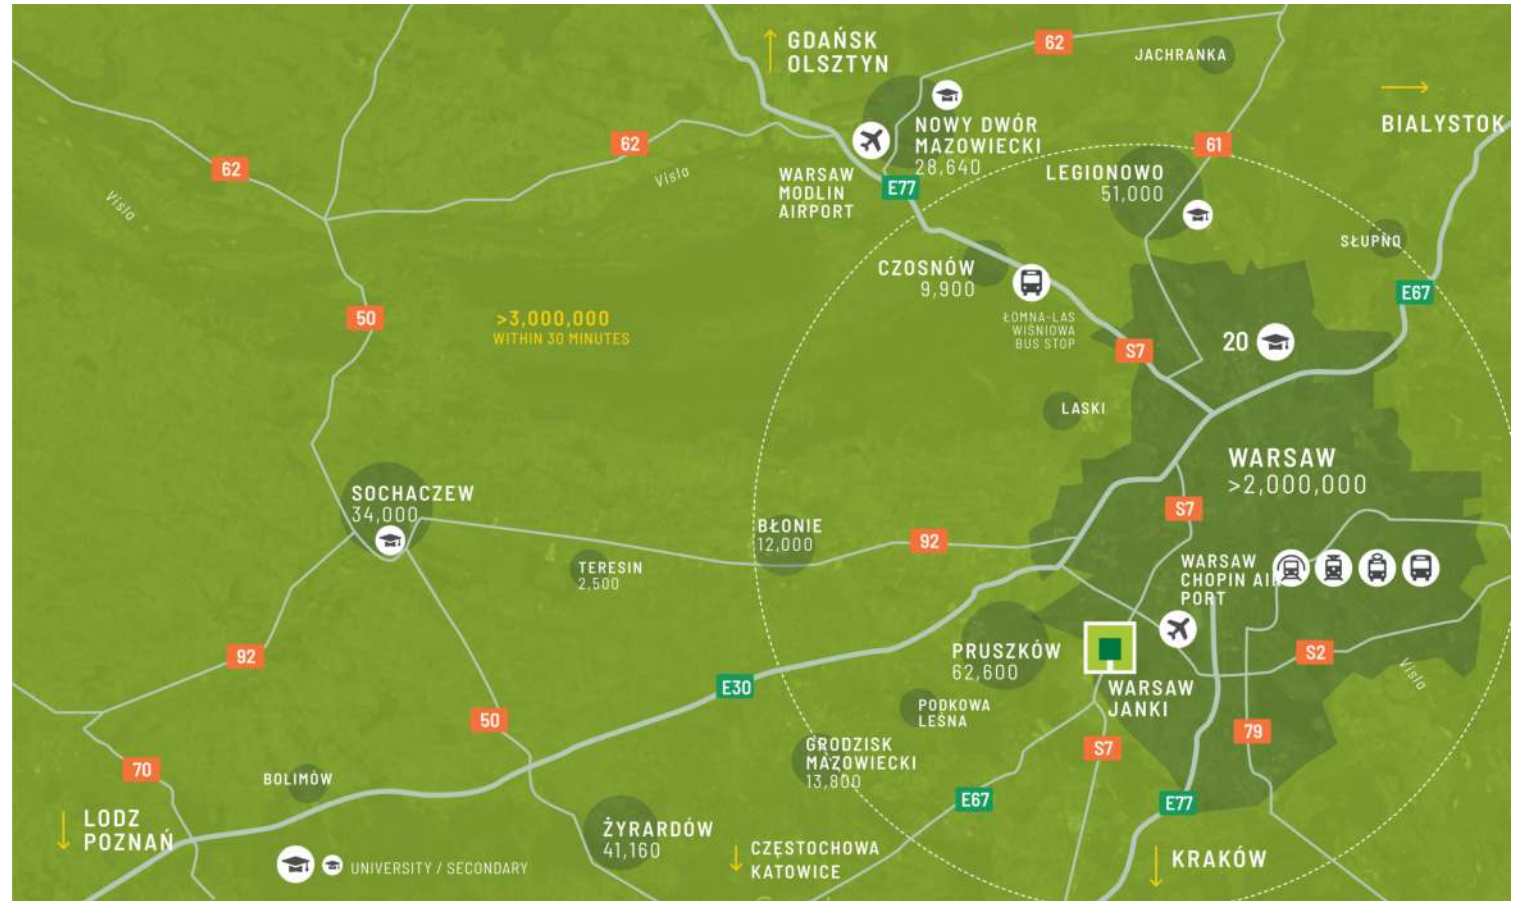 GDAŃSK
OLSZTYN
62
JACHRANKA
BIALYSTOK
NOWY DWÓR
MAZOWIECKI
28,640
61
62
62
Visla
Visla
WARSAW
MODLIN
AIRPORT
E77
LEGIONOWO
51,000
SŁUPNO
CZOSNÓW
9,900
E67
50
>3,000,000
WITHIN 30 MINUTES
ŁOMNA-LAS
WIŚNIOWA
BUS STOP
S7
20
LASKI
WARSAW
>2,000,000
SOCHACZEW
34,000
S7
BŁONIE
12,000
92
TERESIN
2,500
WARSAW
CHOPIN AIR
PORT
92
PRUSZKÓW
62,600
S2
Visla
E30
WARSAW
JANKI
PODKOWA
LEŚNA
50
79
S7
GRODZISK
MAZOWIECKI
13,800
70
BOLIMÓW
E67
E77
LODZ
POZNAŃ
ŻYRARDÓW
41,160
CZĘSTOCHOWA
KATOWICE
KRAKÓW
UNIVERSITY / SECONDARY